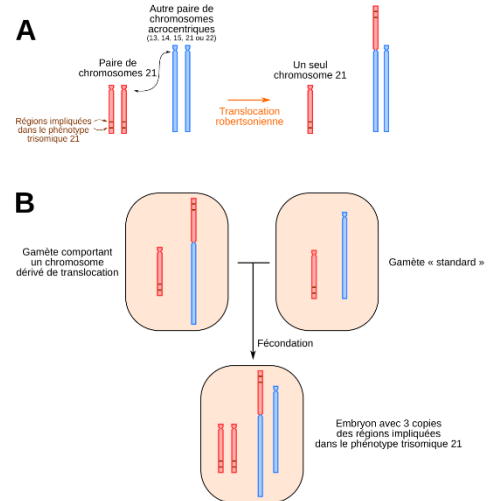 A
Autre paire de
chromosomes
acrocentriques
(13, 14, 15, 21 ou 22)
Paire de
chromosomes 21
Un seul
chromosome 21
Régions impliquées
dans le phénotype
trisomique 21
Translocation
robertsonienne
B
Gamète comportant
un chromosome
dérivé de translocation
Gamète « standard »
Fécondation
Embryon avec 3 copies
des régions impliquées
dans le phénotype trisomique 21